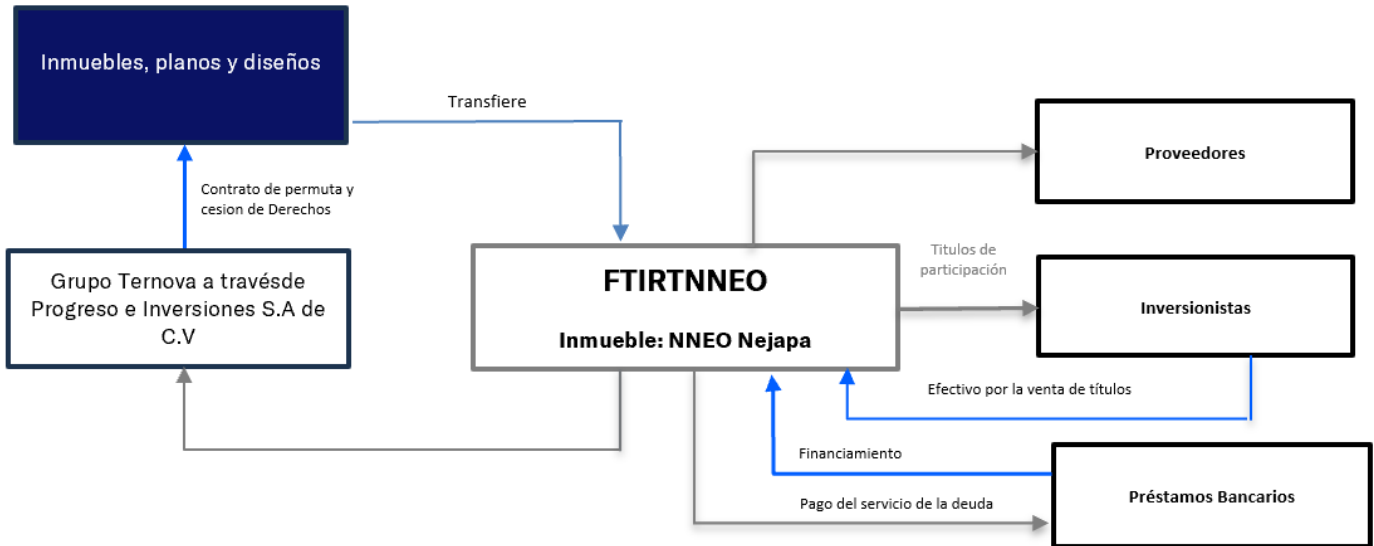 Inmuebles, planos y diseños
Transfiere
Proveedores
Contrato de permuta y
cesion de Derechos
Grupo Ternova a travésde
Progreso e Inversiones S.A de
C.V
FTIRTNNEO
Inmueble: NNEO Nejapa
Titulos de
participación
Inversionistas
Efectivo por la venta de títulos
Financiamiento
Pago del servicio de la deuda
Préstamos Bancarios